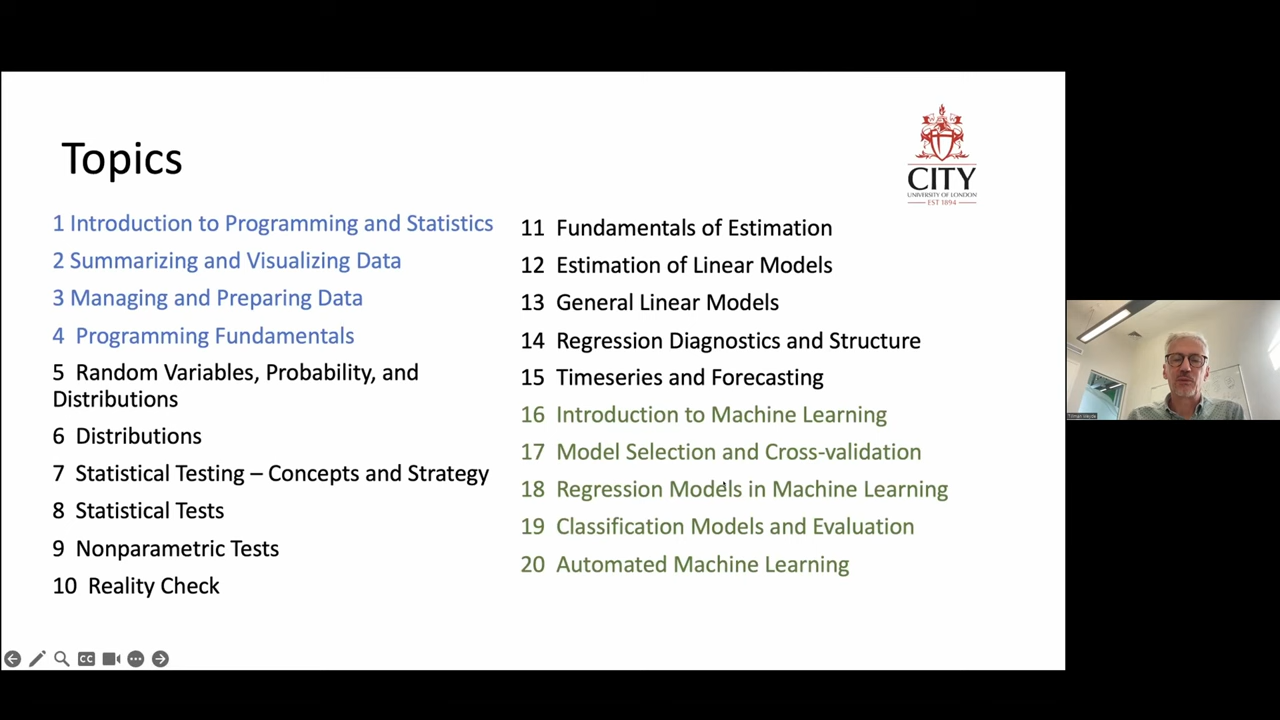 Topics
CITY
UNIVERSITY OF LONDON
EST 1894
1 Introduction to Programming and Statistics
2 Summarizing and Visualizing Data
3 Managing and Preparing Data
4 Programming Fundamentals
5 Random Variables, Probability, and
Distributions
6 Distributions
7 Statistical Testing – Concepts and Strategy
8 Statistical Tests
9 Nonparametric Tests
10 Reality Check
11 Fundamentals of Estimation
12 Estimation of Linear Models
13 General Linear Models
14 Regression Diagnostics and Structure
15 Timeseries and Forecasting
16 Introduction to Machine Learning
17 Model Selection and Cross-validation
18 Regression Models in Machine Learning
19 Classification Models and Evaluation
20 Automated Machine Learning
CC